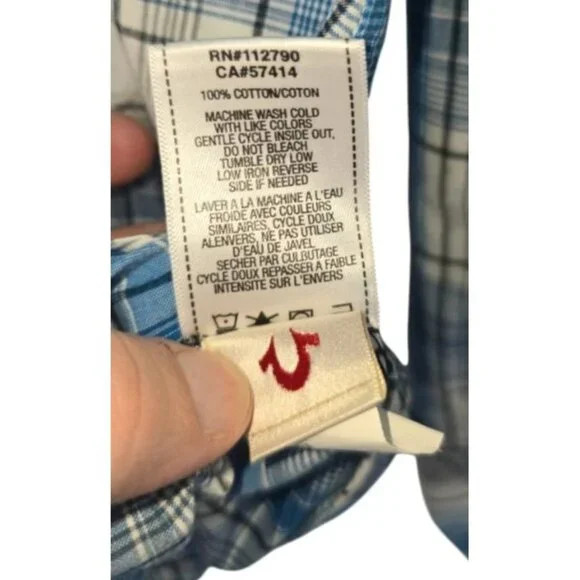 RN#112790
CA#57414
100% COTTON/COTON
MACHINE WASH COLD
WITH LIKE COLORS
GENTLE CYCLE INSIDE OUT,
DO NOT BLEACH
TUMBLE DRY LOW
LOW IRON REVERSE
SIDE IF NEEDED
LAVER A LA MACHINE A L'EAU
FROIDE AVEC COULEURS
SIMILAIRES, CYCLE DOUX
ALENVERS, NE PAS UTILISER
D'EAU DE JAVEL
SECHER PAR CULBUTAGE
CYCLE DOUX REPASSER A FAIBLE
INTENSITE SUR L'ENVERS